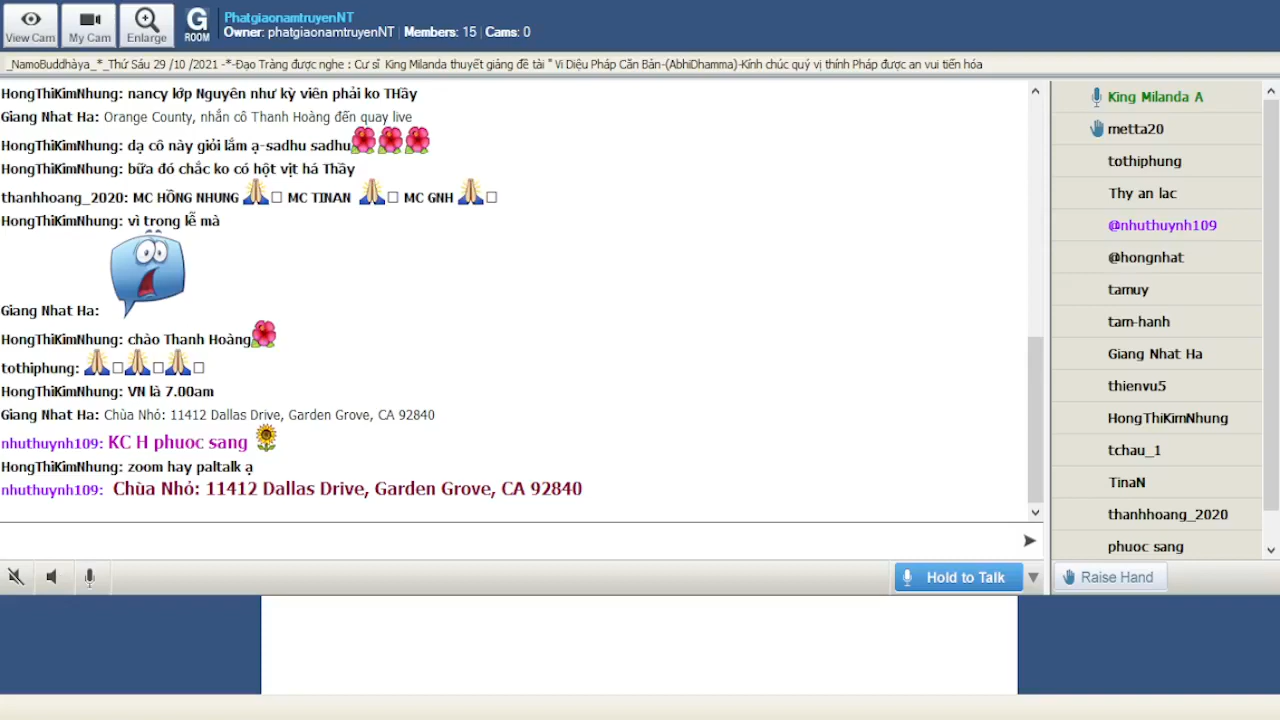 View Cam
My Cam
Enlarge
G
ROOM
PhatgiaonamtruyenNT
Owner: phatgiaonamtruyenNT | Members: 15 | Cams: 0
_NamoBuddhàya_*_Thứ Sáu 29 /10 /2021 -*-Đạo Tràng được nghe : Cư sĩ King Milanda thuyết giảng đề tài " Vi Diệu Pháp Căn Bản-(AbhiDhamma)-Kính chúc quý vị thính Pháp được an vui tiến hóa
HongThiKimNhung: nancy lớp Nguyên như kỳ viên phải ko THầy
Giang Nhat Ha: Orange County, nhắn cô Thanh Hoàng đến quay live
HongThiKimNhung: dạ cô này giỏi lắm ạ-sadhu sadhu
HongThiKimNhung: bữa đó chắc ko có hột vịt há Thầy
thanhhoang_2020: MC HỒNG NHUNG MC TINAN MC GNH
HongThiKimNhung: vì trong lễ mà
Giang Nhat Ha:
HongThiKimNhung: chào Thanh Hoàng
tothiphung:
HongThiKimNhung: VN là 7.00am
Giang Nhat Ha: Chùa Nhỏ: 11412 Dallas Drive, Garden Grove, CA 92840
nhuthuynh109: KC H phuoc sang
HongThiKimNhung: zoom hay paltalk ạ
nhuthuynh109: Chùa Nhỏ: 11412 Dallas Drive, Garden Grove, CA 92840
King Milanda A
metta20
tothiphung
Thy an lac
@nhuthuynh109
@hongnhat
tamuy
tam-hanh
Giang Nhat Ha
thienvu5
HongThiKimNhung
tchau_1
TinaN
thanhhoang_2020
phuoc sang
Hold to Talk
Raise Hand